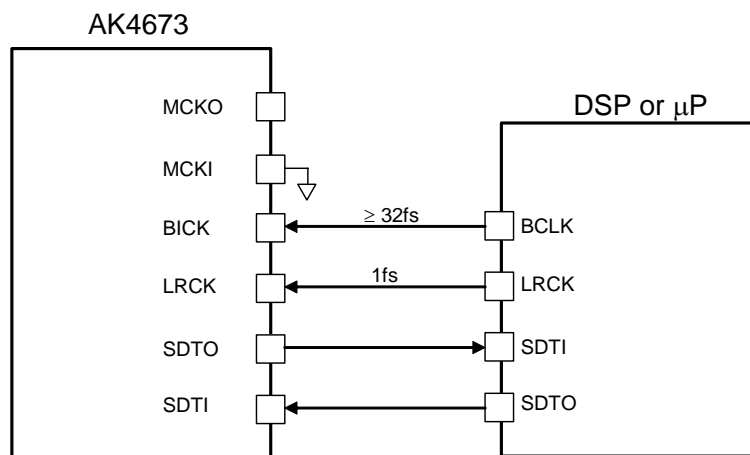 AK4673
DSP or μP
MCKO
MCKI
BICK
≥ 32fs
BCLK
LRCK
1fs
LRCK
SDTO
SDTI
SDTI
SDTO